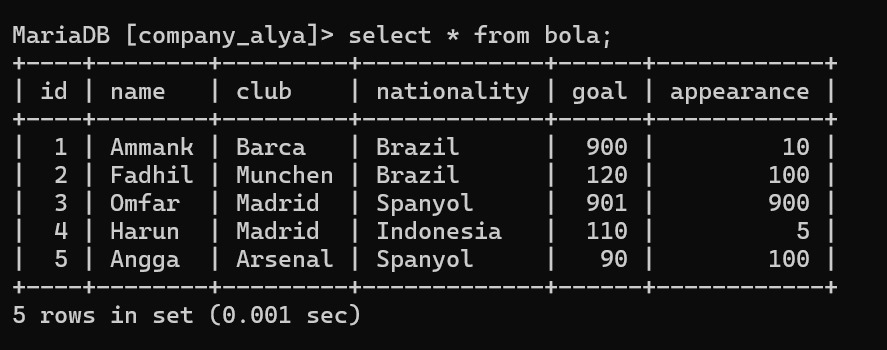 MariaDB [company_alya]> select * from bola;
+----+--------+---------+-------------+------+------------+
| id | name   | club    | nationality | goal | appearance |
+----+--------+---------+-------------+------+------------+
|  1 | Ammank | Barca   | Brazil      |  900 |         10 |
|  2 | Fadhil | Munchen | Brazil      |  120 |        100 |
|  3 | Omfar  | Madrid  | Spanyol     |  901 |        900 |
|  4 | Harun  | Madrid  | Indonesia   |  110 |          5 |
|  5 | Angga  | Arsenal | Spanyol     |   90 |        100 |
+----+--------+---------+-------------+------+------------+
5 rows in set (0.001 sec)